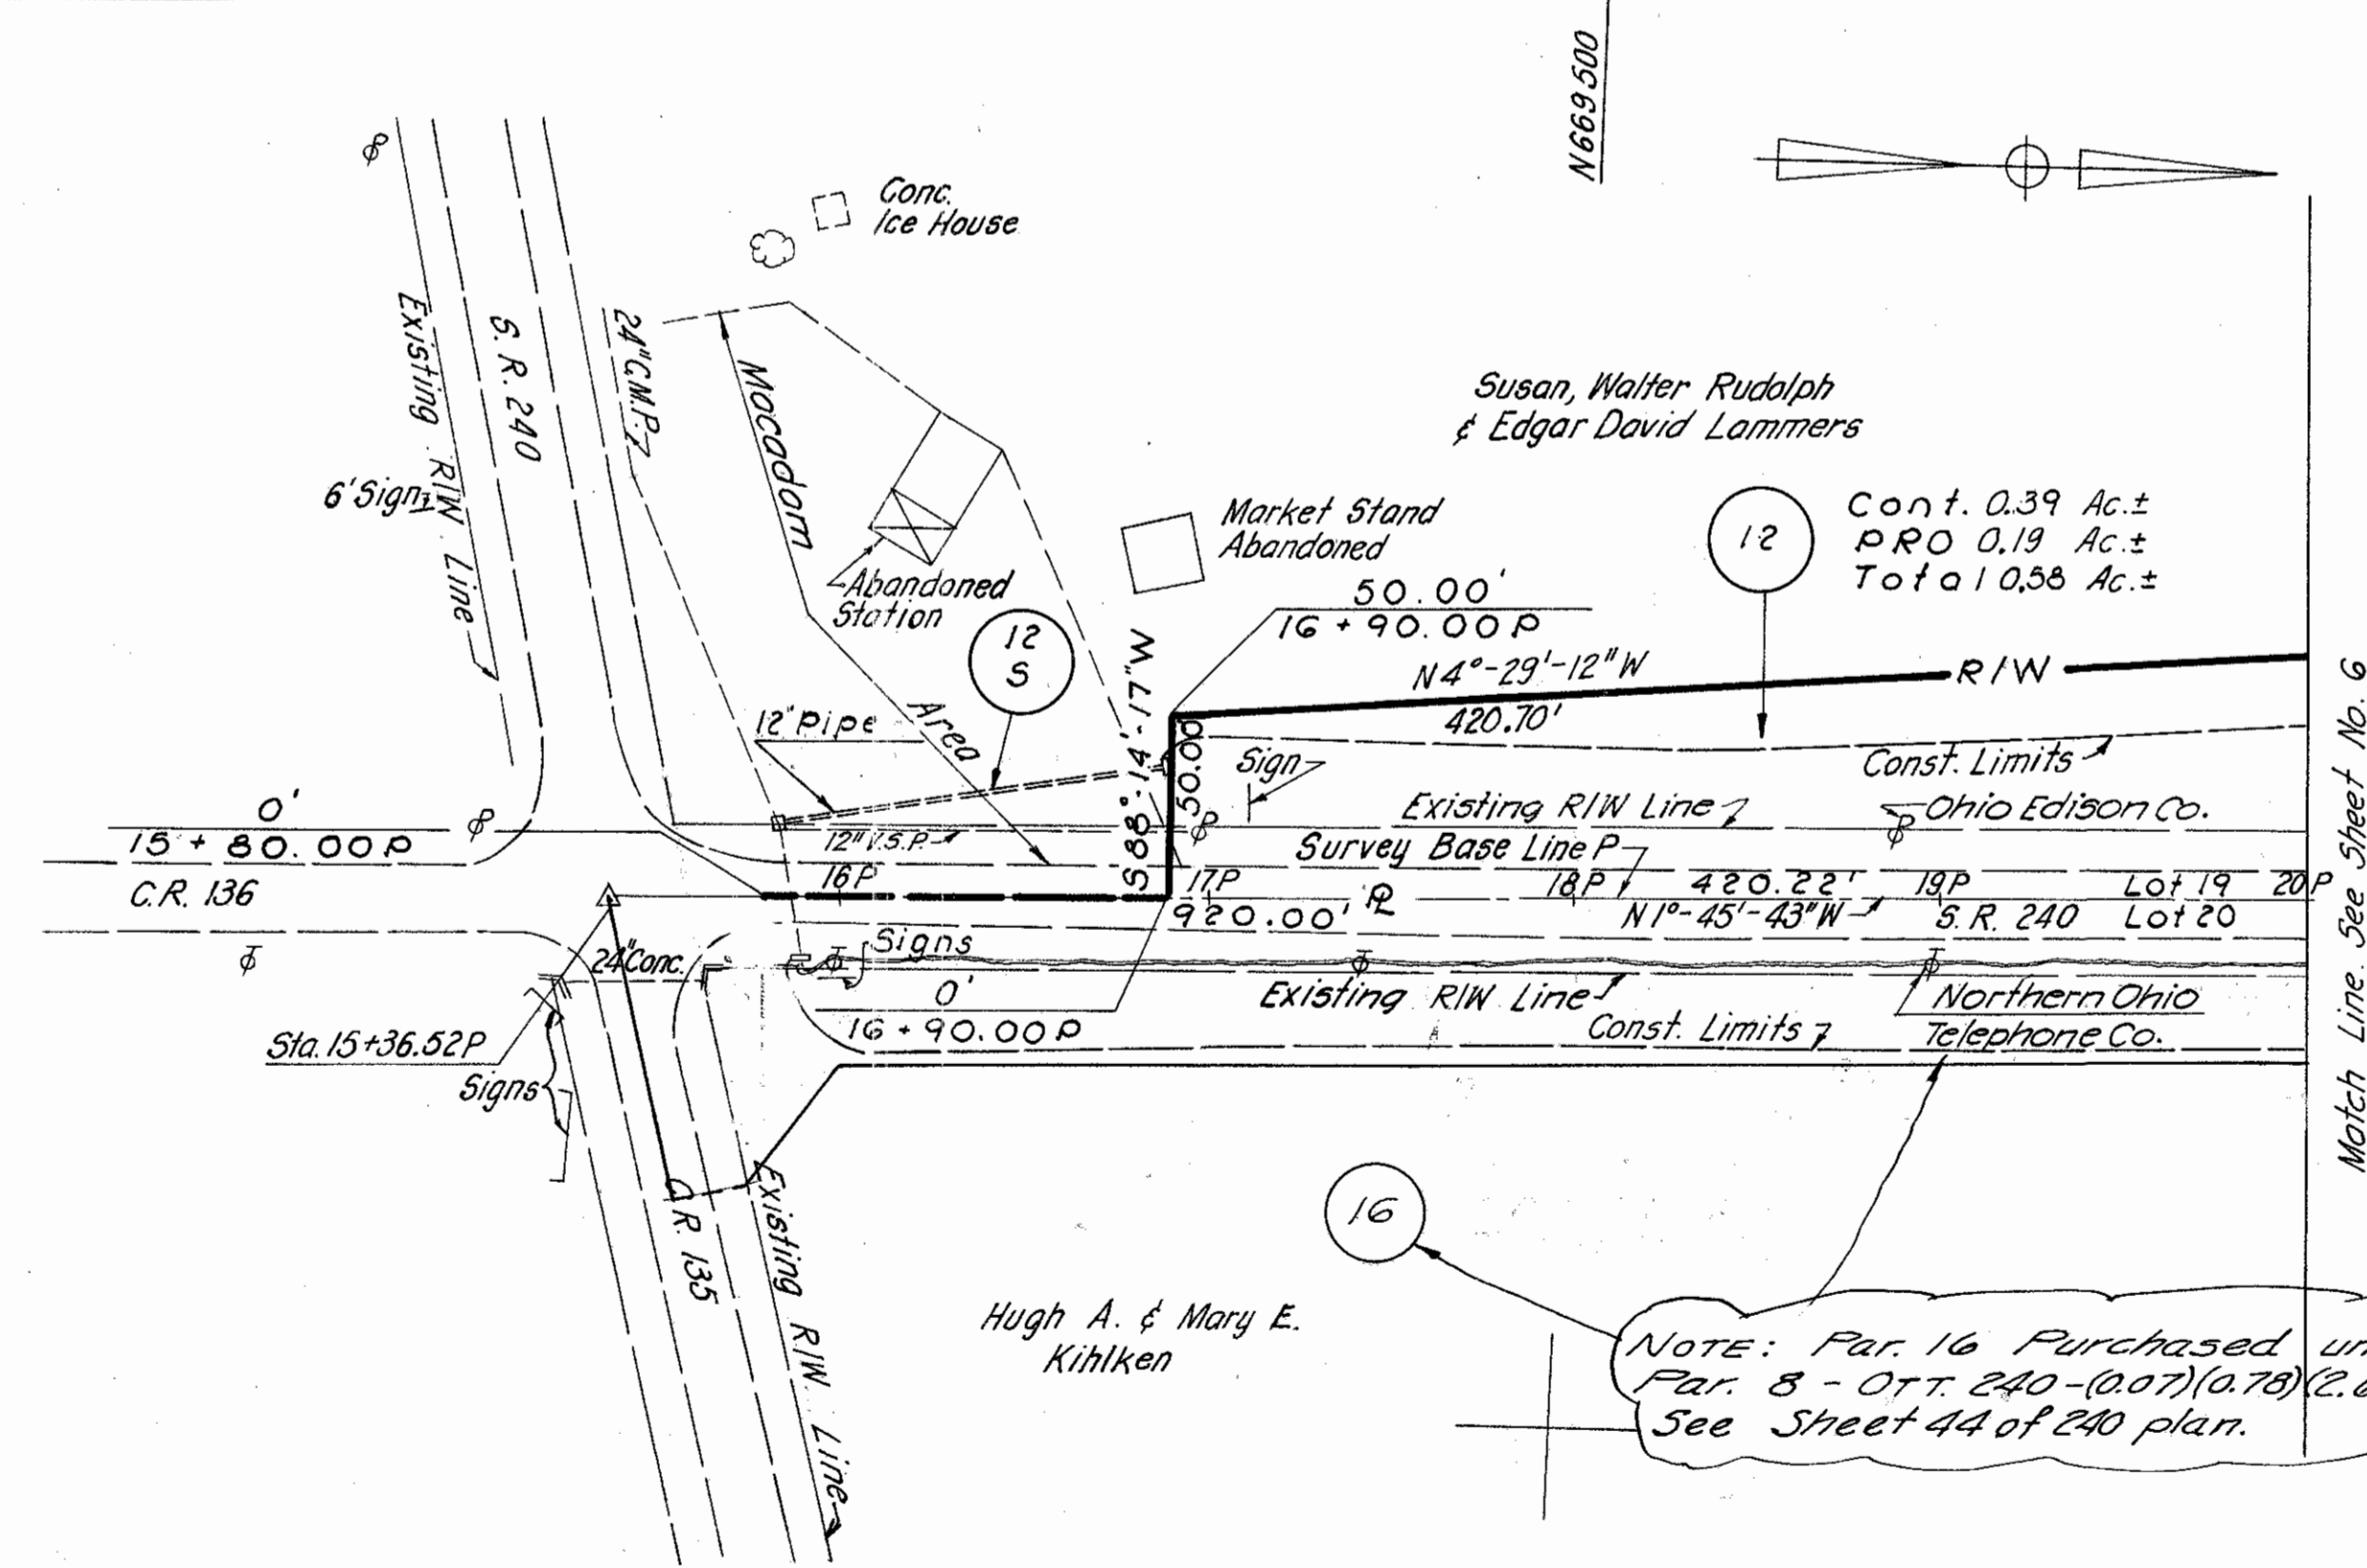 N669500
Conc.
Ice House
Existing R/W Line
S.R. 240
24"C.M.P.
Macadam
Area
6' Sign
Abandoned
Station
Market Stand
Abandoned
Susan, Walter Rudolph
& Edgar David Lammers
12
Cont. 0.39 Ac.±
PRO 0.19 Ac.±
Total 0.58 Ac.±
12
S
50.00'
16 + 90.00 P
N 4°-29'-12" W
R/W
420.70'
S 88°-14'-17" W
50.00
12" Pipe
Sign
Const. Limits
0'
15 + 80.00 P
Existing R/W Line
Ohio Edison Co.
12" V.S.P.
Survey Base Line P
C.R. 136
16P
17P
18P
420.22'
19P
Lot 19
20P
920.00'
PL
N 1°-45'-43" W
S.R. 240
Lot 20
Signs
24" Conc.
0'
16 + 90.00 P
Existing R/W Line
Northern Ohio
Telephone Co.
Const. Limits
Sta. 15+36.52P
Signs
C.R. 135
Existing R/W Line
Match Line See Sheet No. 6
16
Hugh A. & Mary E.
Kihlken
NOTE: Par. 16 Purchased
Par. 8 - OTT. 240-(0.07)(0.78)
See Sheet 44 of 240 plan.